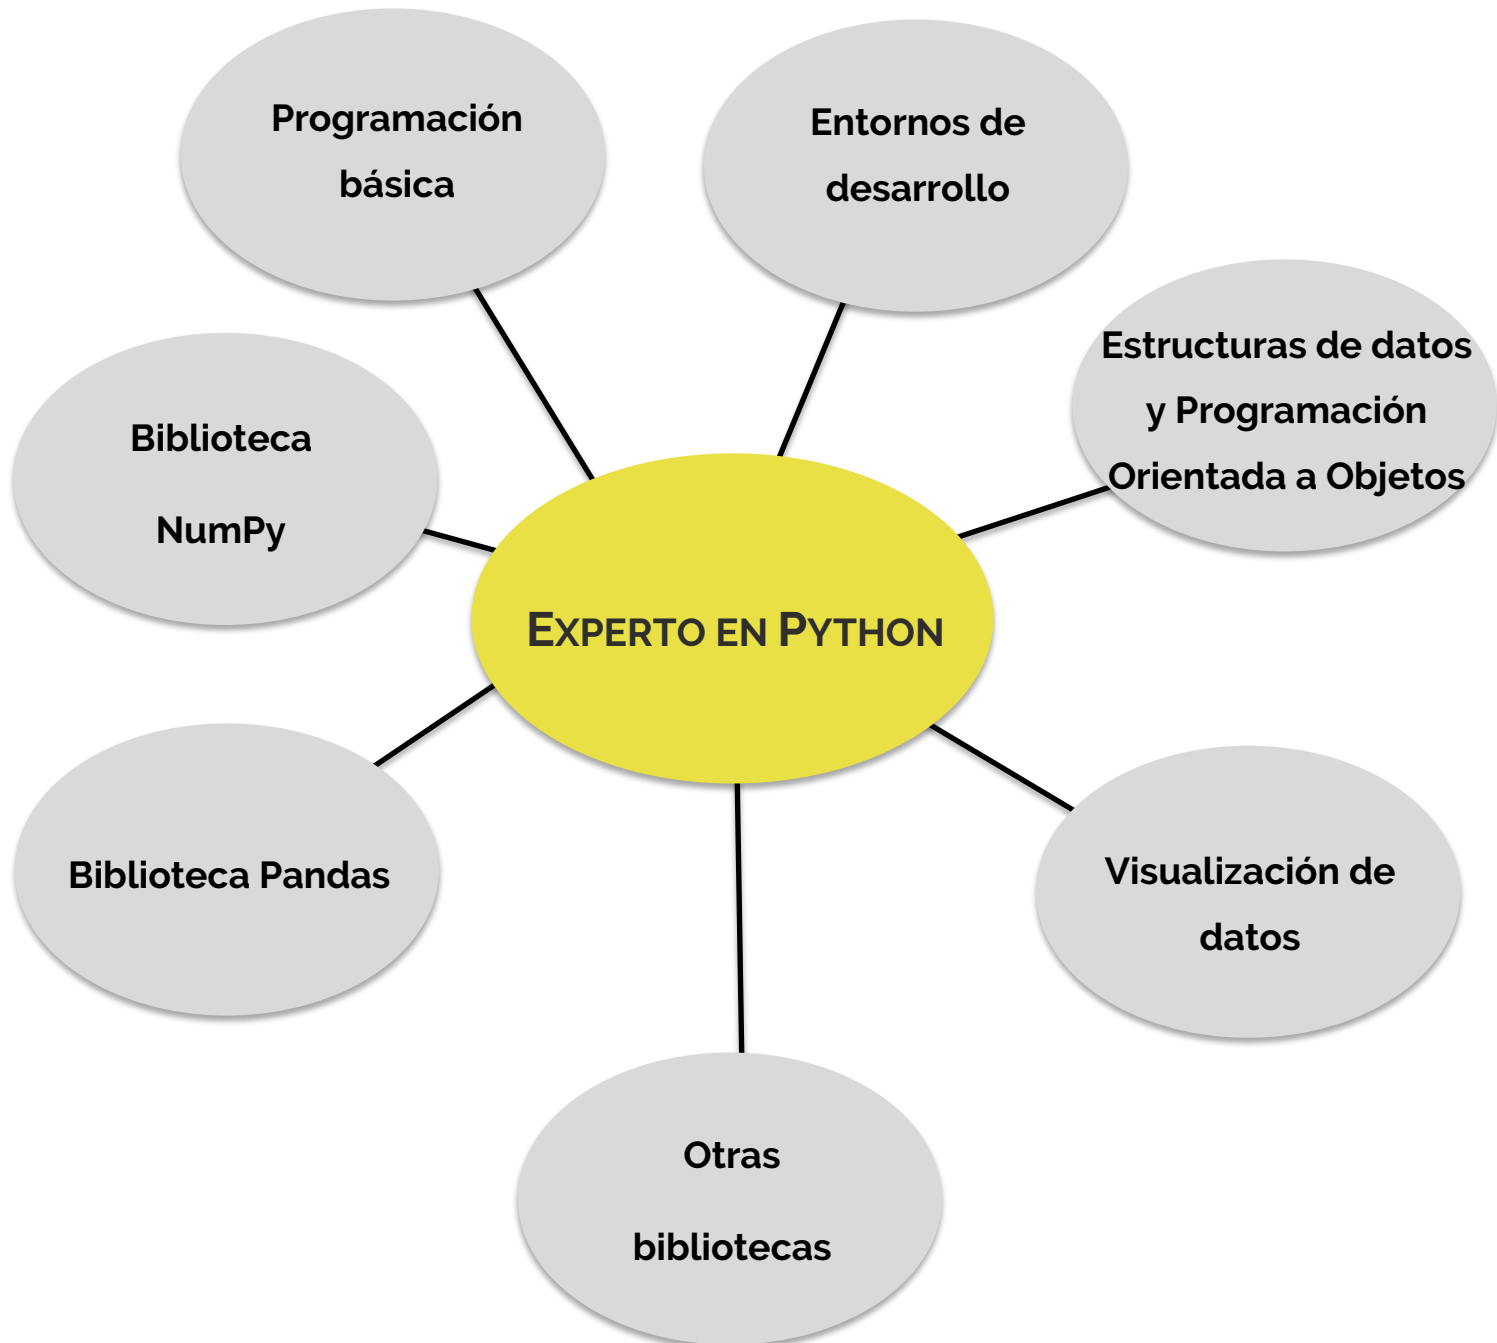 Programación
básica
Entornos de
desarrollo
Estructuras de datos
y Programación
Orientada a Objetos
Biblioteca
NumPy
EXPERTO EN PYTHON
Biblioteca Pandas
Visualización de
datos
Otras
bibliotecas